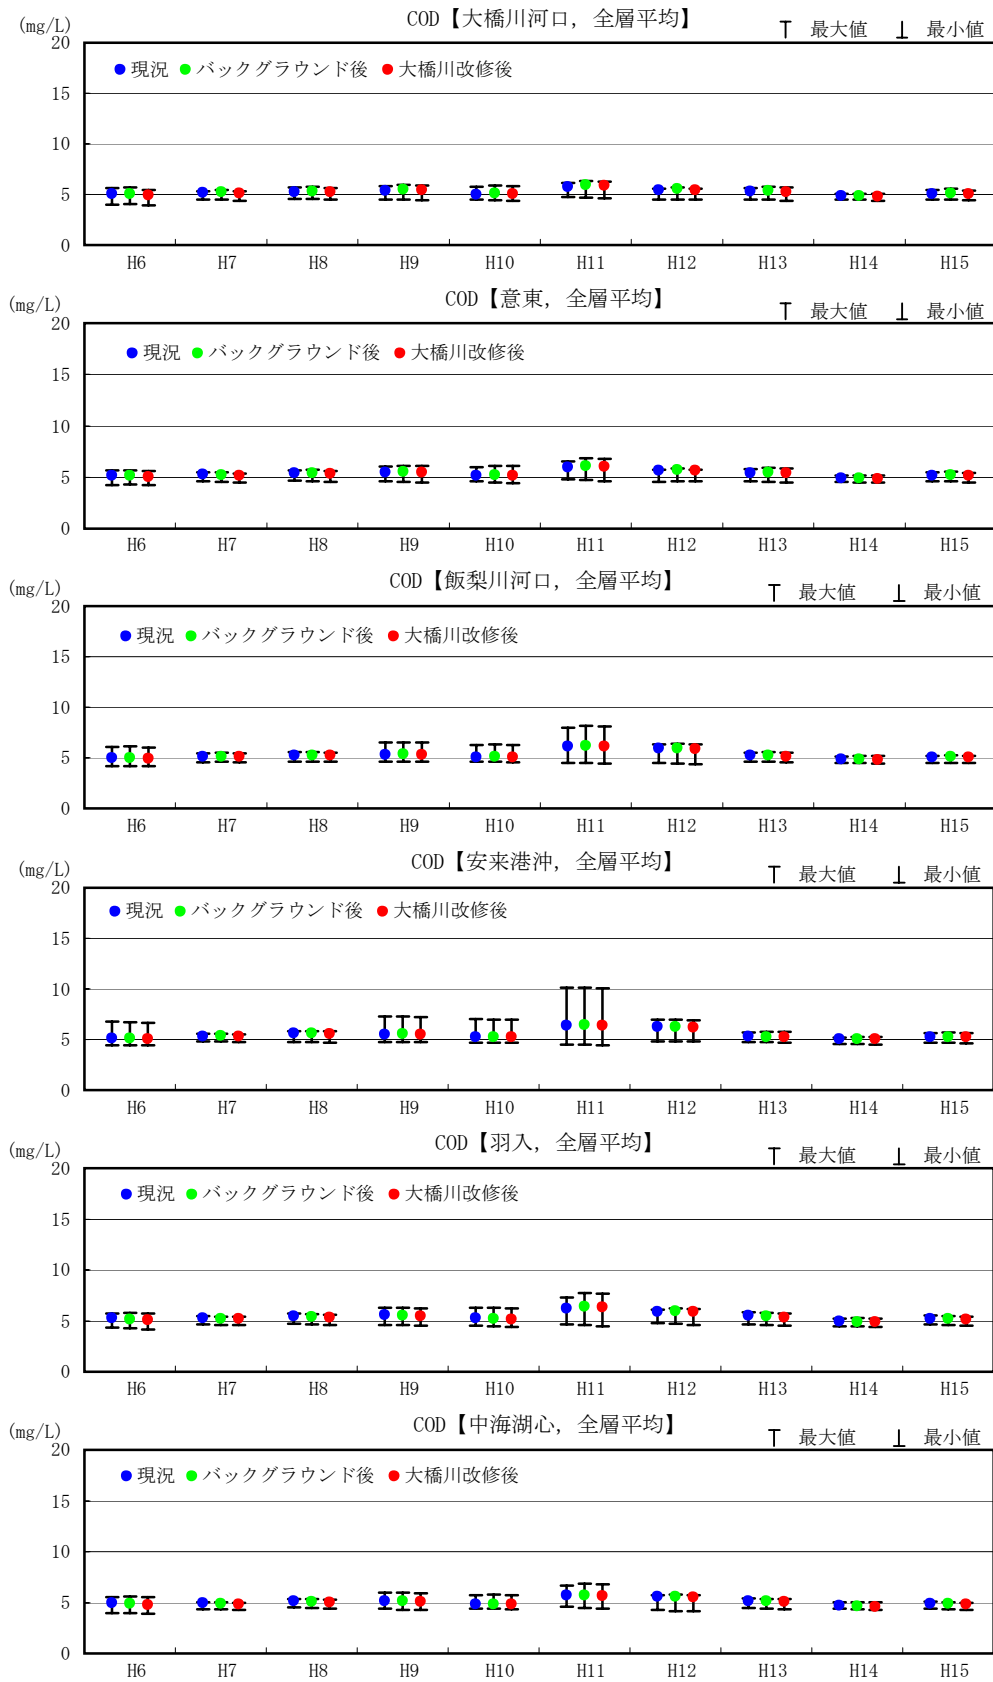 COD【大橋川河口, 全層平均】
(mg/L) 最大値 最小値
20
現況 バックグラウンド後 大橋川改修後
15
10
5
0
H6 H7 H8 H9 H10 H11 H12 H13 H14 H15
COD【意東, 全層平均】
(mg/L) 最大値 最小値
20
現況 バックグラウンド後 大橋川改修後
15
10
5
0
H6 H7 H8 H9 H10 H11 H12 H13 H14 H15
COD【飯梨川河口, 全層平均】
(mg/L) 最大値 最小値
20
現況 バックグラウンド後 大橋川改修後
15
10
5
0
H6 H7 H8 H9 H10 H11 H12 H13 H14 H15
COD【安来港沖, 全層平均】
(mg/L) 最大値 最小値
20
現況 バックグラウンド後 大橋川改修後
15
10
5
0
H6 H7 H8 H9 H10 H11 H12 H13 H14 H15
COD【羽入, 全層平均】
(mg/L) 最大値 最小値
20
現況 バックグラウンド後 大橋川改修後
15
10
5
0
H6 H7 H8 H9 H10 H11 H12 H13 H14 H15
COD【中海湖心, 全層平均】
(mg/L) 最大値 最小値
20
現況 バックグラウンド後 大橋川改修後
15
10
5
0
H6 H7 H8 H9 H10 H11 H12 H13 H14 H15